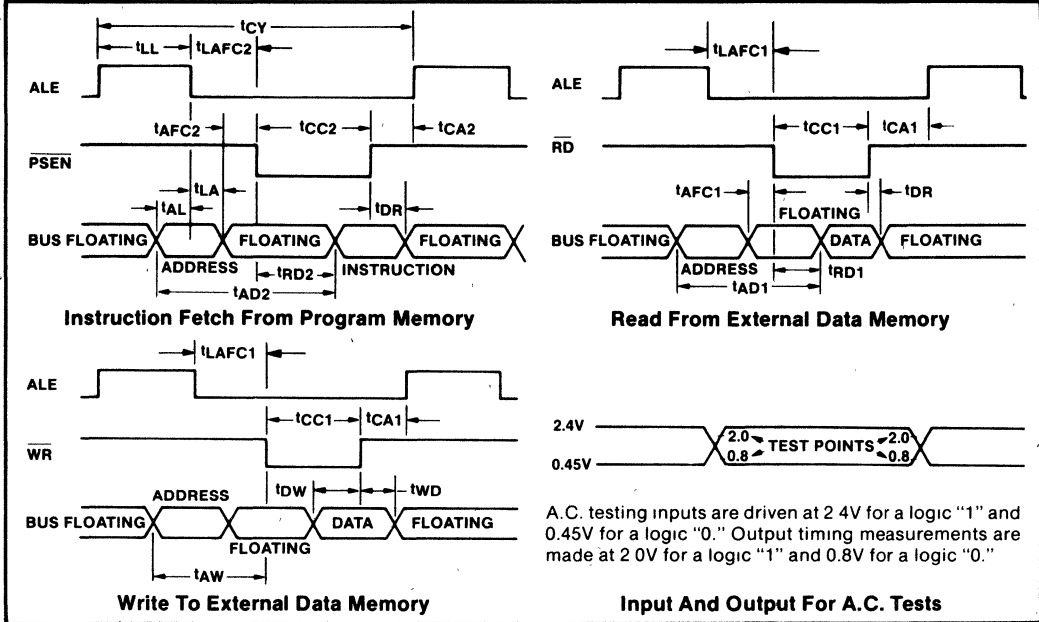 tCY
tLL tLAFC2
ALE
tAFC2 tCC2 tCA2
PSEN
tLA
tAL tDR
BUS FLOATING FLOATING FLOATING
ADDRESS tRD2 INSTRUCTION
tAD2
Instruction Fetch From Program Memory
tLAFC1
ALE
tCC1 tCA1
RD
tAFC1 tDR
FLOATING
BUS FLOATING DATA FLOATING
ADDRESS tRD1
tAD1
Read From External Data Memory
tLAFC1
ALE
tCC1 tCA1
WR
ADDRESS tDW tWD
BUS FLOATING DATA FLOATING
FLOATING
tAW
Write To External Data Memory
2.4V 2.0 TEST POINTS 2.0
0.45V 0.8 0.8
A.C. testing inputs are driven at 2 4V for a logic "1" and
0.45V for a logic "0." Output timing measurements are
made at 2 0V for a logic "1" and 0.8V for a logic "0."
Input And Output For A.C. Tests